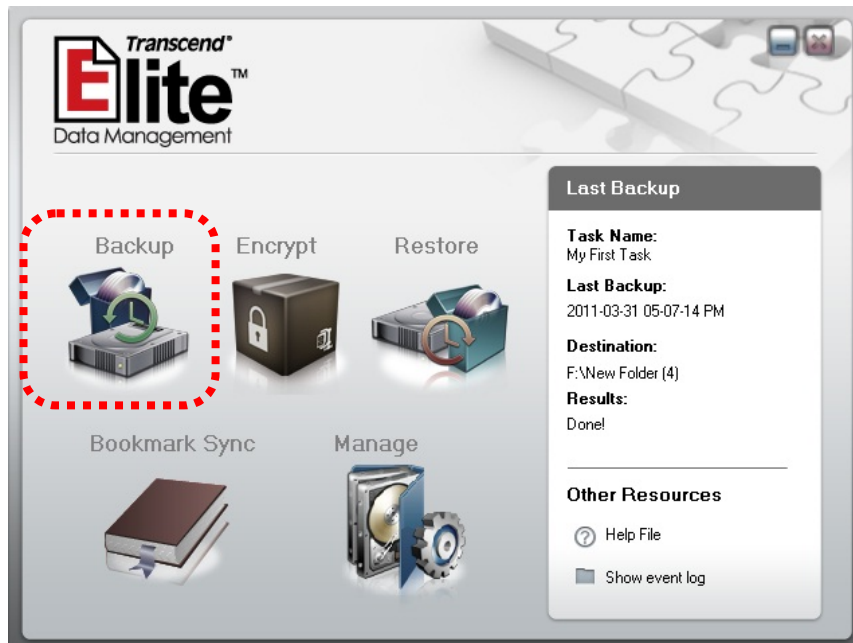 Transcend®
Elite™
Data Management
Backup
Encrypt
Restore
Bookmark Sync
Manage
Last Backup
Task Name:
My First Task
Last Backup:
2011-03-31 05-07-14 PM
Destination:
F:\New Folder (4)
Results:
Done!
Other Resources
Help File
Show event log